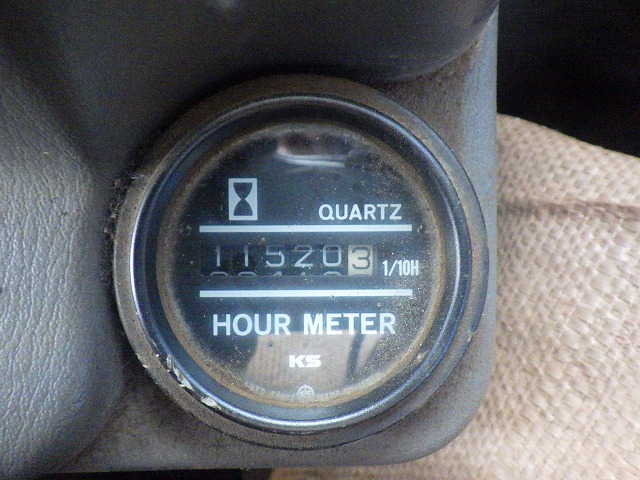 QUARTZ
115203 1/10H
HOUR METER
KS